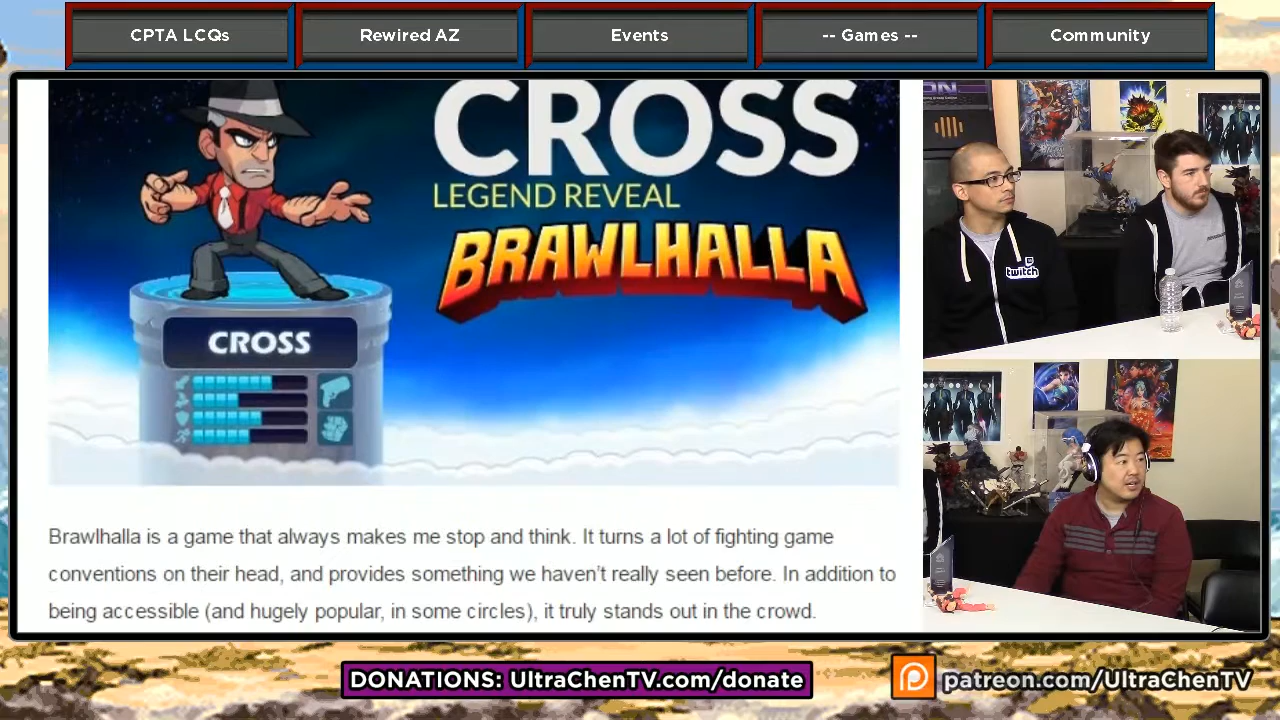 CPTA LCQs
Rewired AZ
Events
-- Games --
Community
CROSS
LEGEND REVEAL
BRAWLHALLA
CROSS
Brawlhalla is a game that always makes me stop and think. It turns a lot of fighting game
conventions on their head, and provides something we haven't really seen before. In addition to
being accessible (and hugely popular, in some circles), it truly stands out in the crowd.
twitch
DONATIONS: UltraChenTV.com/donate
patreon.com/UltraChenTV